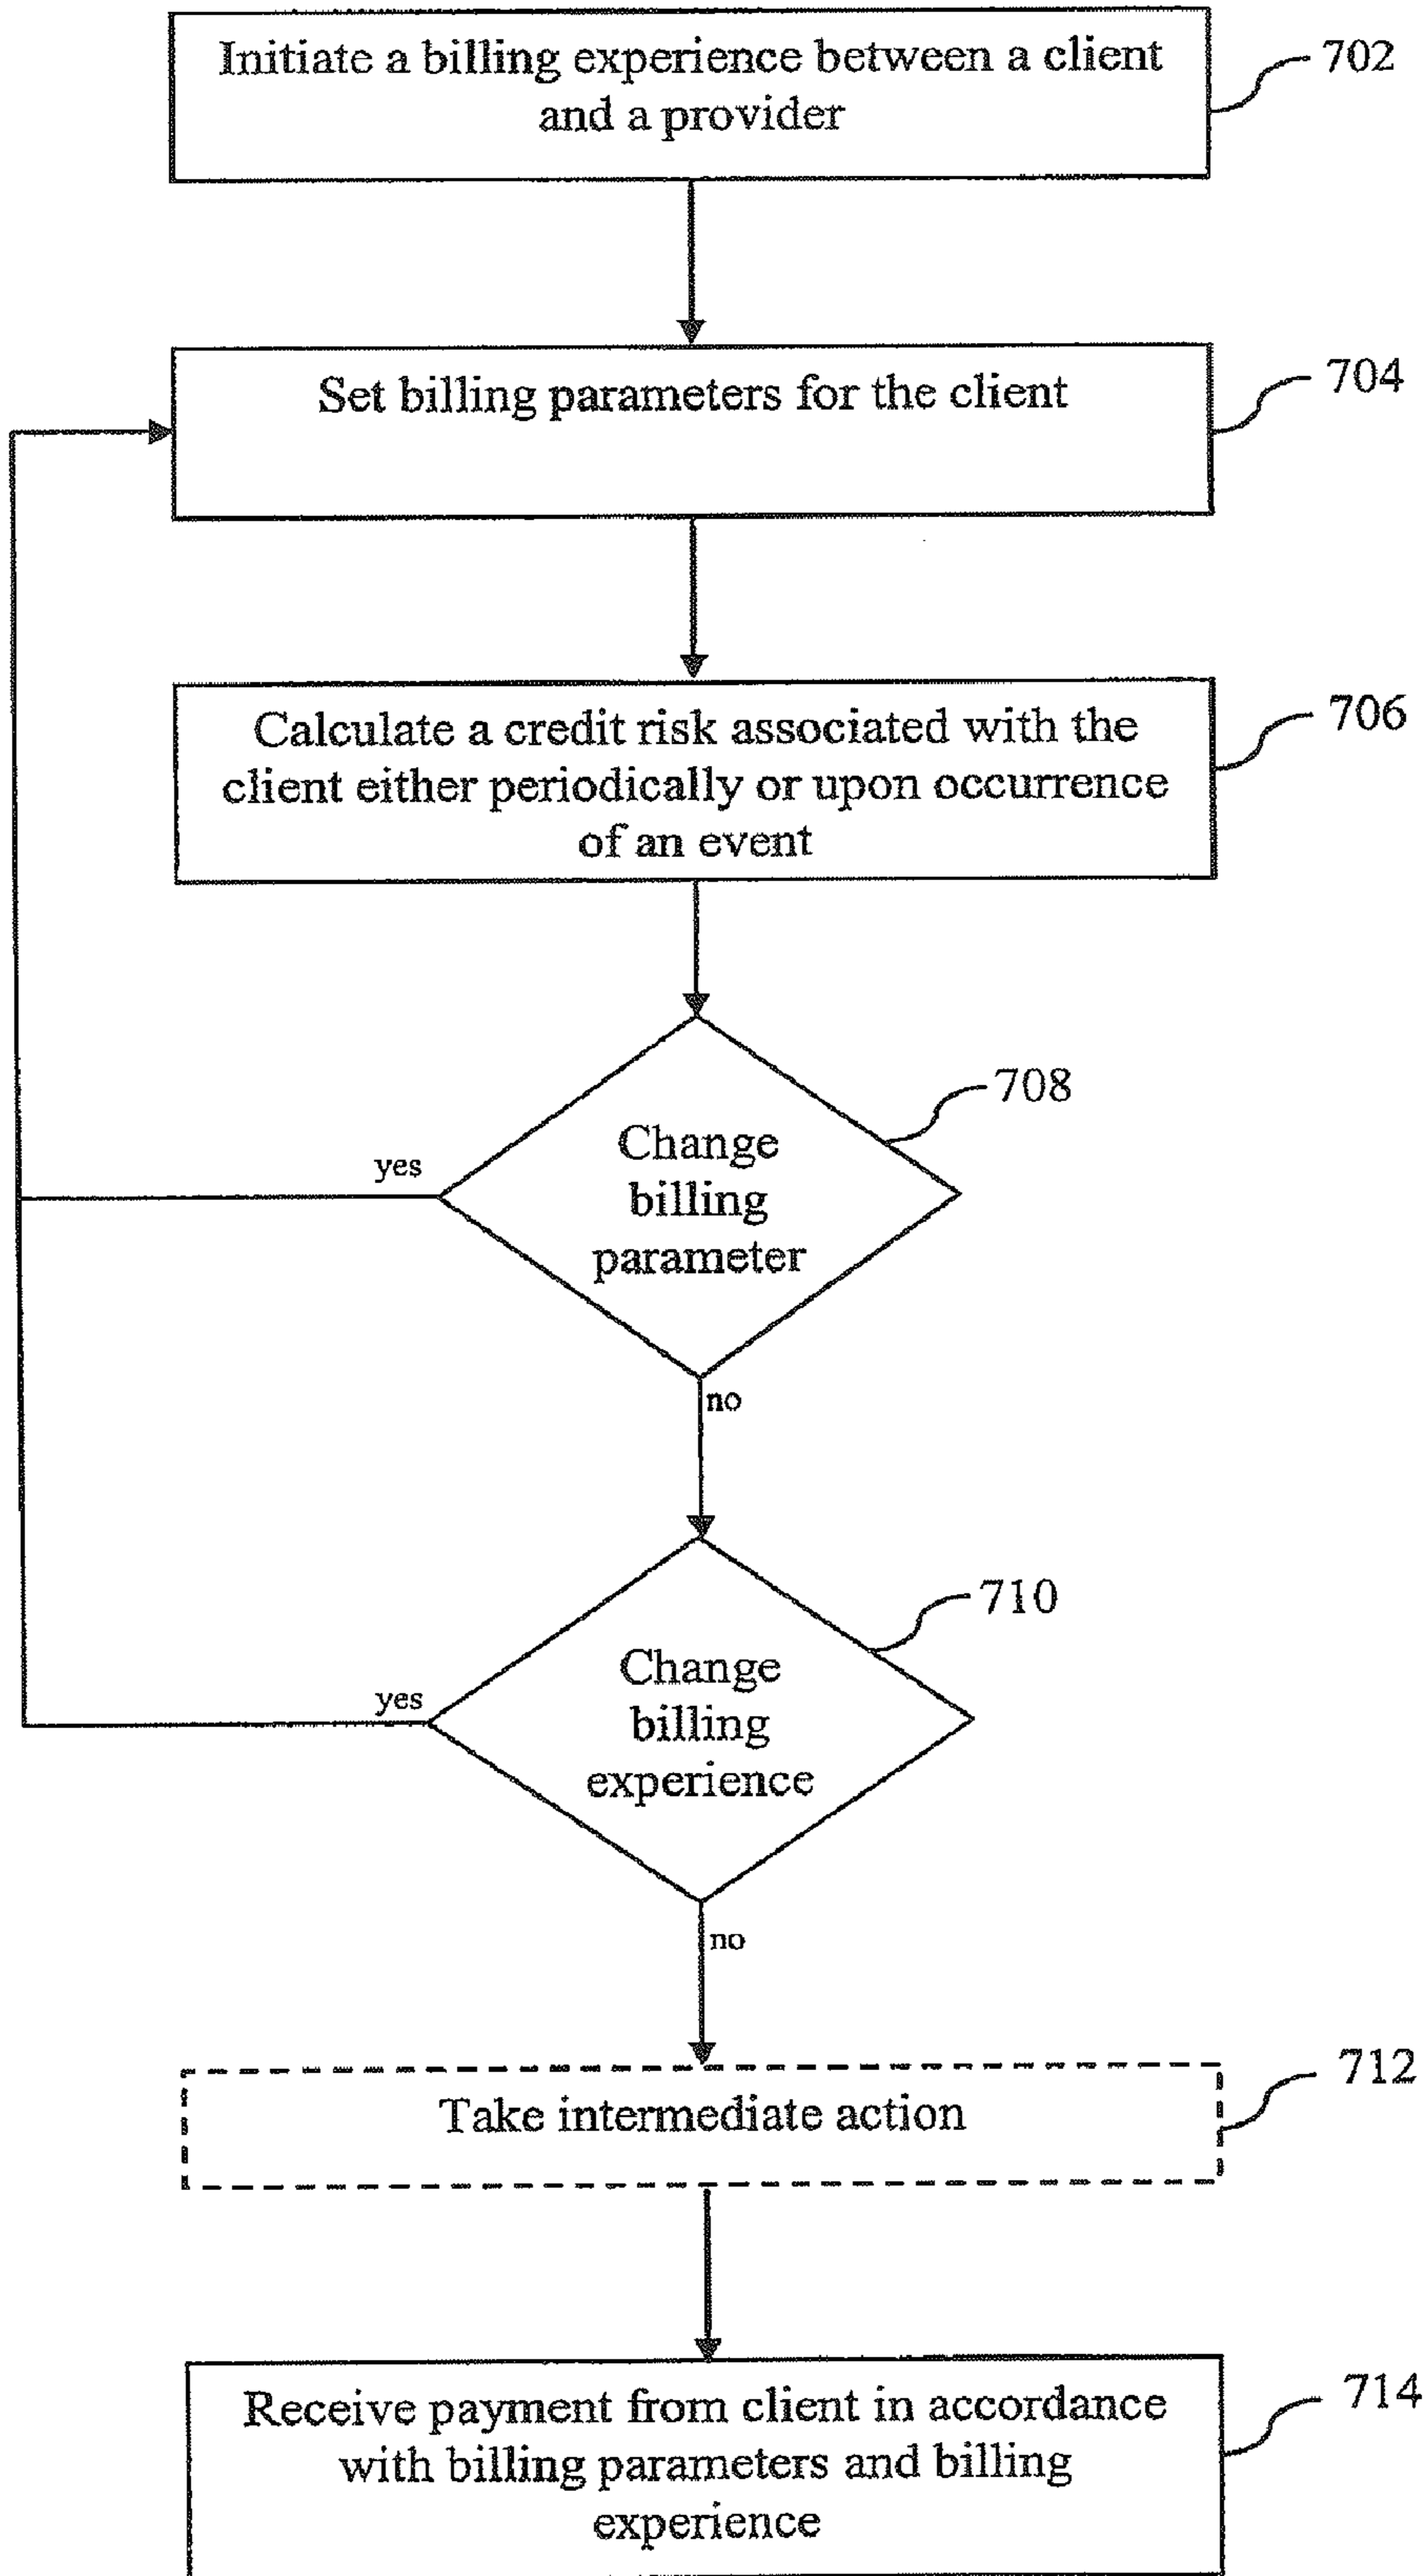 Initiate a billing experience between a client
and a provider
702
Set billing parameters for the client
704
Calculate a credit risk associated with the
client either periodically or upon occurrence
of an event
706
708
Change
billing
parameter
yes
no
710
Change
billing
experience
yes
no
Take intermediate action
712
Receive payment from client in accordance
with billing parameters and billing
experience
714